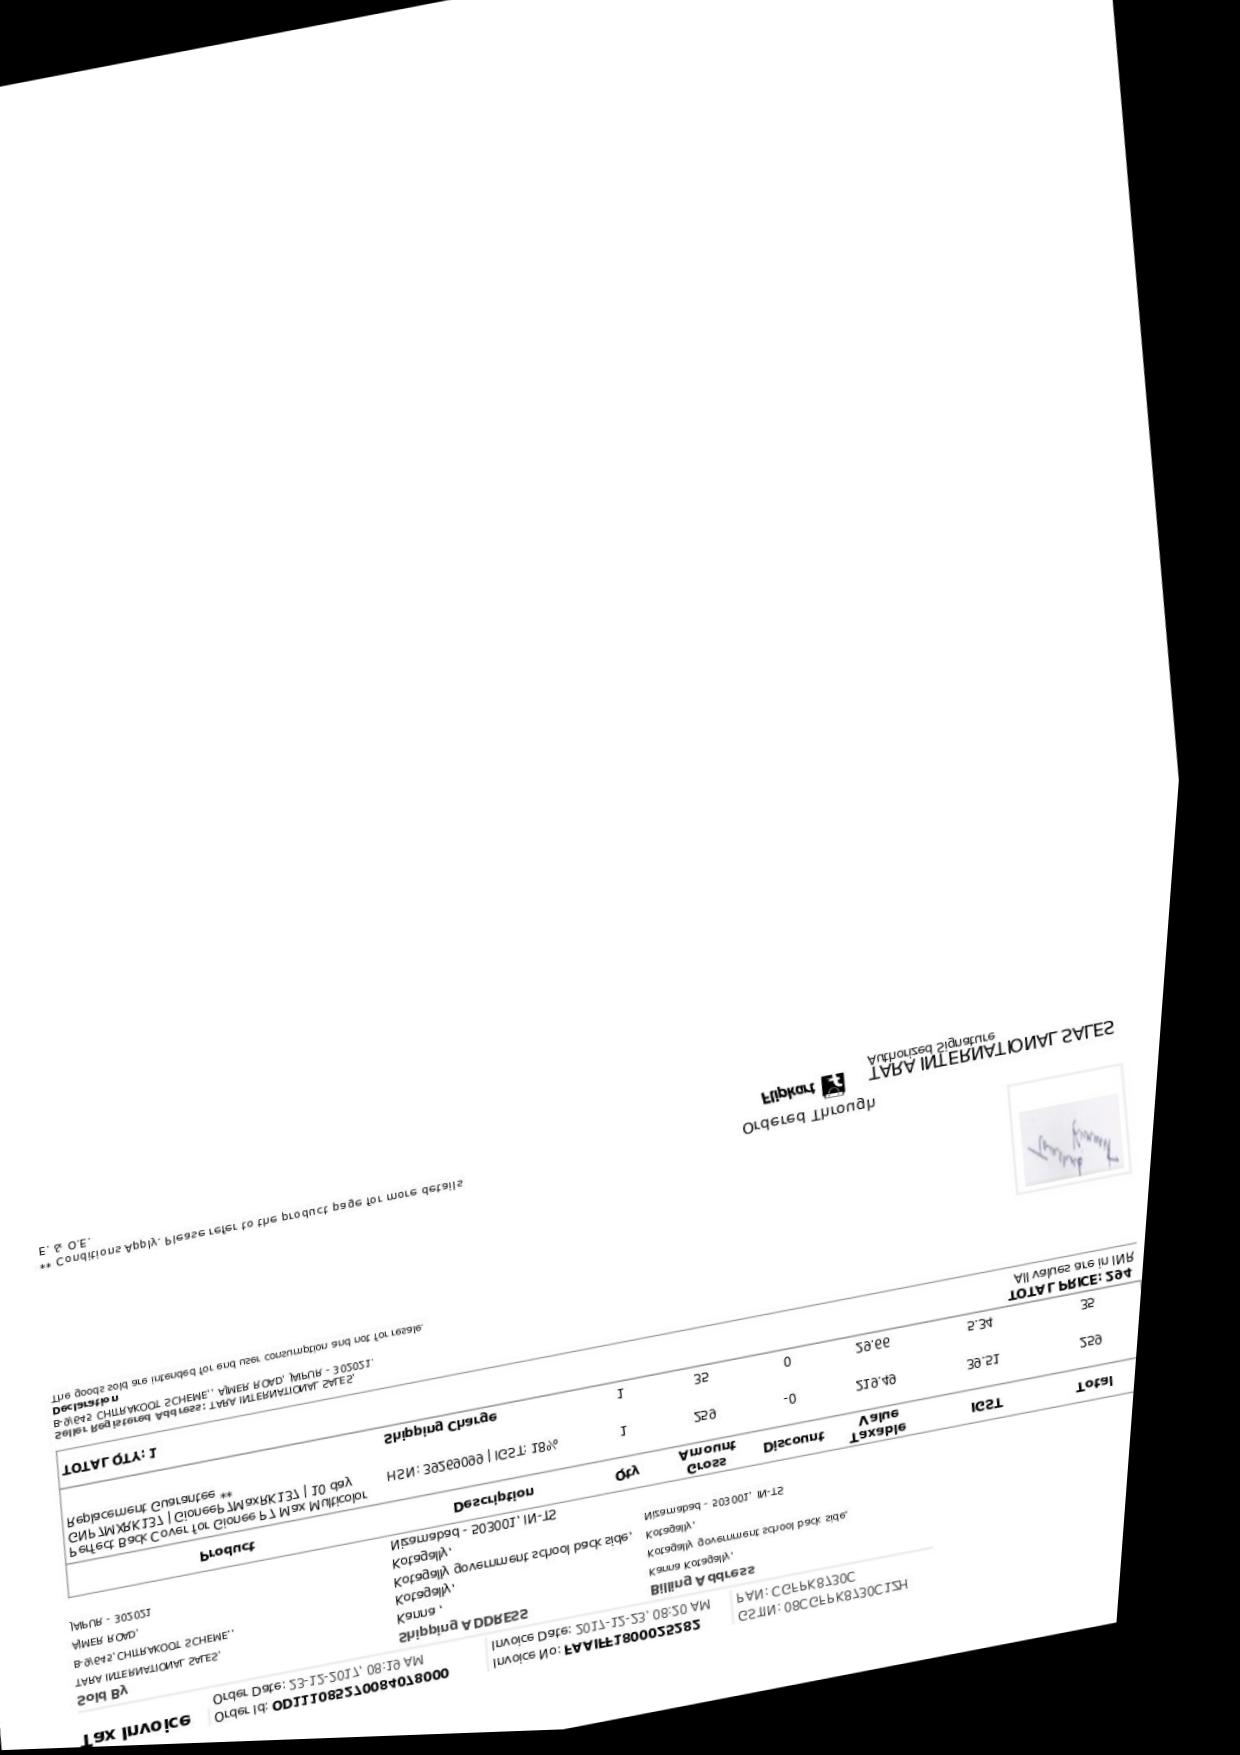 Tax Invoice
Order Id: OD111085270084078000
Order Date: 23-12-2017, 08:19 AM
Invoice No: FAAIFF1800025282
Invoice Date: 2017-12-23, 08:20 AM
GSTIN: 08CGFPK8730C1ZH
PAN: CGFPK8730C
Sold By
TARA INTERNATIONAL SALES,
B-9/645, CHITRAKOOT SCHEME, ,
AJMER ROAD,
JAIPUR - 302021
Shipping ADDRESS
Kanna ,
Kotagally,
Kotagally government school back side,
Kotagally,
Nizamabad - 503001, IN-TS
Billing Address
Kanna Kotagally,
Kotagally government school back side,
Kotagally,
Nizamabad - 503001, IN-TS
Product Description Qty Gross Amount Discount Taxable Value IGST Total
Perfect Back Cover for Gionee P7 Max Multicolor
GNP7MXRK137 | GioneeP7MaxRK137 | 10 day
Replacement Guarantee **
HSN: 39269099 | IGST: 18% 1 259 -0 219.49 39.51 259
Shipping Charge 1 35 0 29.66 5.34 35
TOTAL QTY: 1 TOTAL PRICE: 294
All values are in INR
Seller Registered Address: TARA INTERNATIONAL SALES,
B-9/645 CHITRAKOOT SCHEME, , AJMER ROAD, JAIPUR - 302021.
Declaration
The goods sold are intended for end user consumption and not for resale.
** Conditions Apply. Please refer to the product page for more details
E. & O.E.
Ordered Through
Flipkart
TARA INTERNATIONAL SALES
Authorized Signature